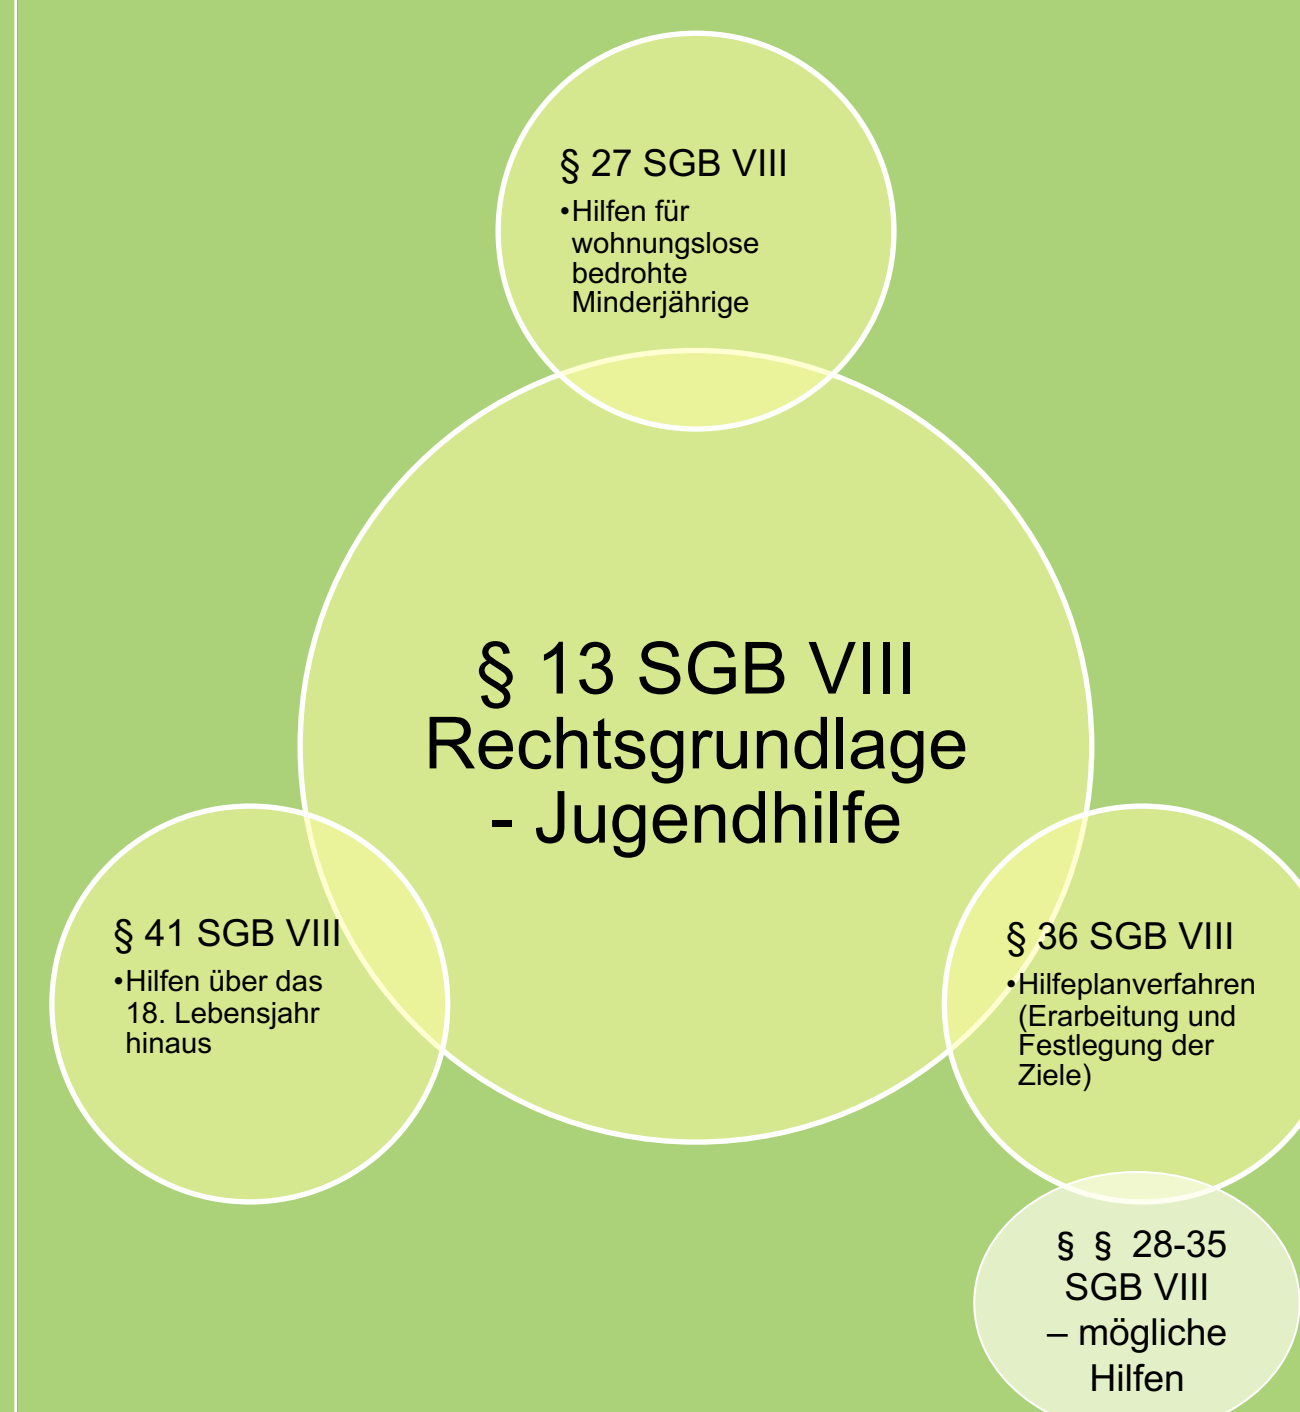 § 27 SGB VIII
•Hilfen für
wohnungslose
bedrohte
Minderjährige
§ 13 SGB VIII
Rechtsgrundlage
- Jugendhilfe
§ 41 SGB VIII
•Hilfen über das
18. Lebensjahr
hinaus
§ 36 SGB VIII
•Hilfeplanverfahren
(Erarbeitung und
Festlegung der
Ziele)
§ § 28-35
SGB VIII
– mögliche
Hilfen